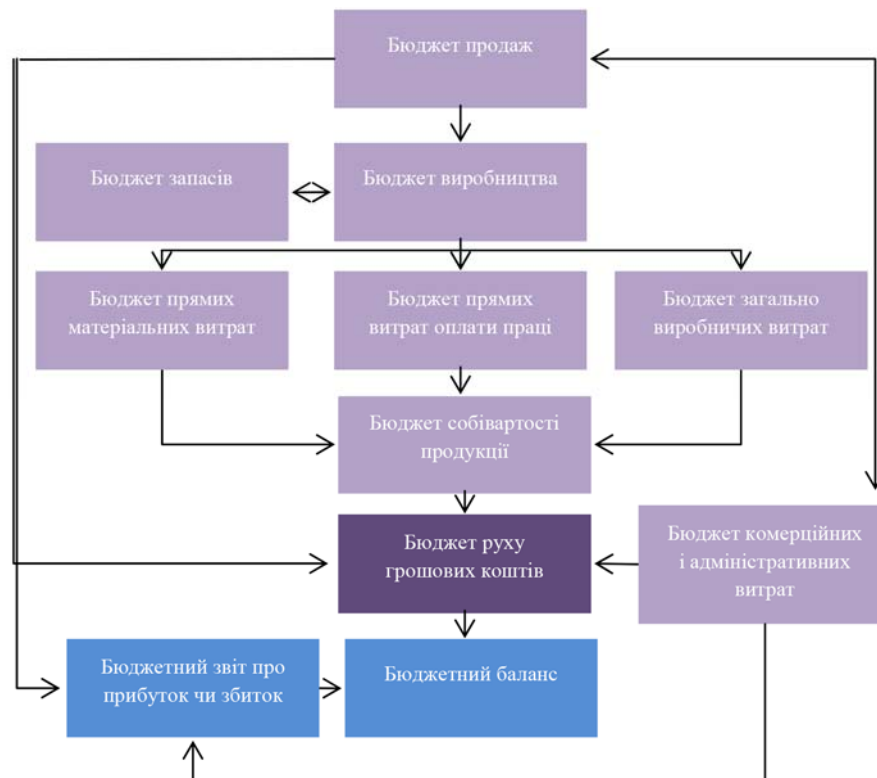 Бюджет продаж
Бюджет запасів
Бюджет виробництва
Бюджет прямих
матеріальних витрат
Бюджет прямих
витрат оплати праці
Бюджет загально
виробничих витрат
Бюджет собівартості
продукції
Бюджет руху
грошових коштів
Бюджет комерційних
і адміністративних
витрат
Бюджетний звіт про
прибуток чи збиток
Бюджетний баланс